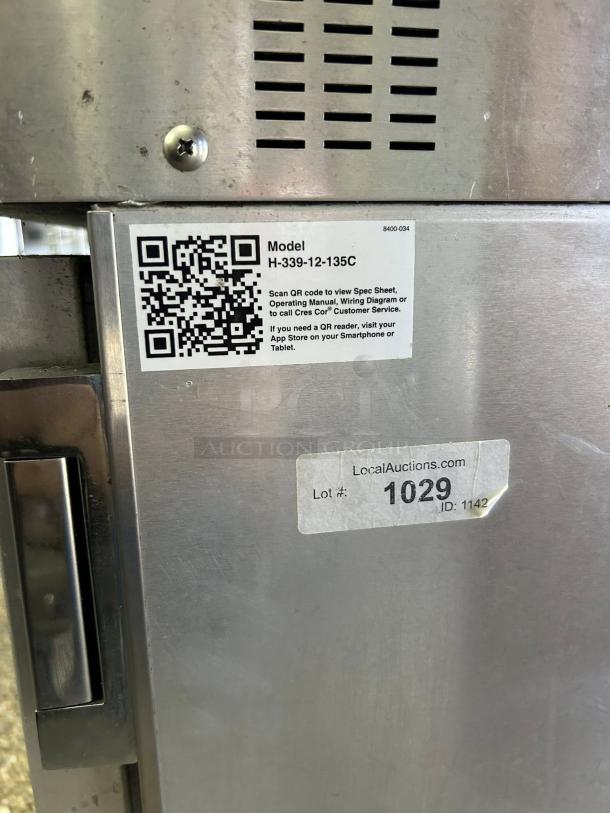 8400-034
Model
H-339-12-135C
Scan QR code to view Spec Sheet,
Operating Manual, Wiring Diagram or
to call Cres Cor® Customer Service.
If you need a QR reader, visit your
App Store on your Smartphone or
Tablet.
PCI
AUCTION GROUP
LocalAuctions.com
Lot #: 1029
ID: 1142